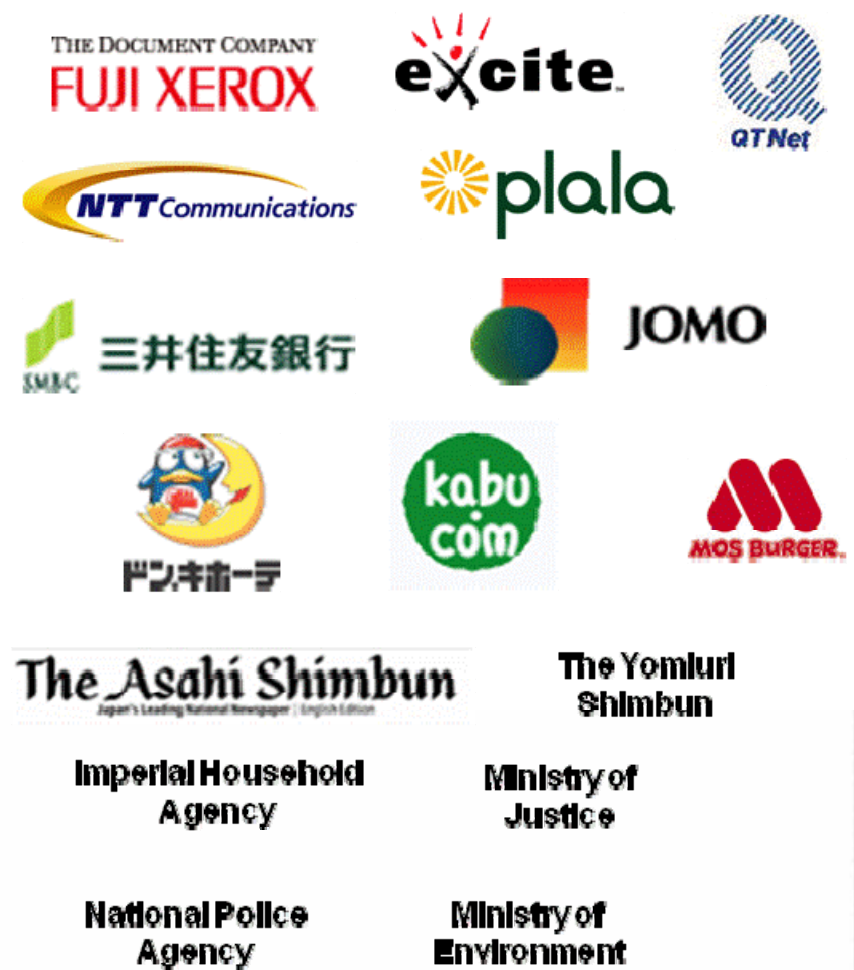 THE DOCUMENT COMPANY
FUJI XEROX
excite
QTNet
NTT Communications
plala
SMBC
三井住友銀行
JOMO
ドン.キホーテ
kabu
.com
MOS BURGER
The Asahi Shimbun
Japan's Leading National Newspaper | English Edition
The Yomiuri
Shimbun
Imperial Household
Agency
Ministry of
Justice
National Police
Agency
Ministry of
Environment